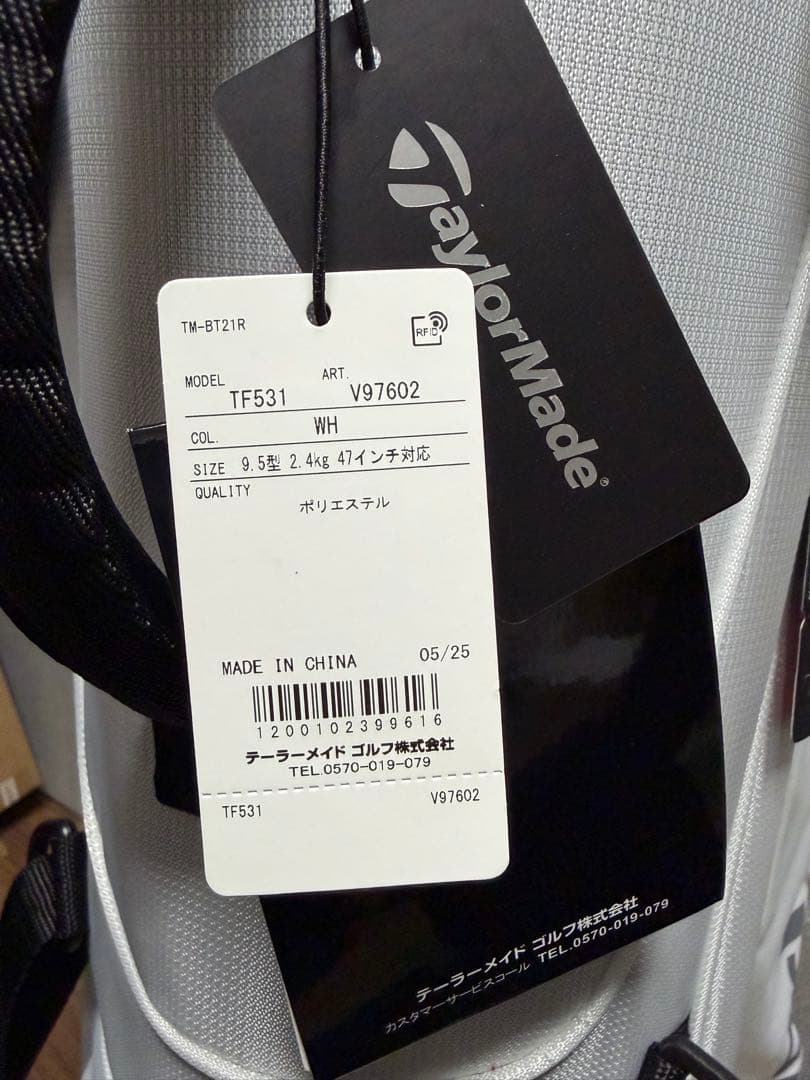 TaylorMade®
TM-BT21R
RFID
MODEL TF531 ART. V97602
COL. WH
SIZE 9.5型 2.4kg 47インチ対応
QUALITY
ポリエステル
MADE IN CHINA 05/25
1200102399616
テーラーメイド ゴルフ株式会社
TEL.0570-019-079
TF531 V97602
テーラーメイド ゴルフ株式会社
カスタマーサービスコール TEL.0570-019-079